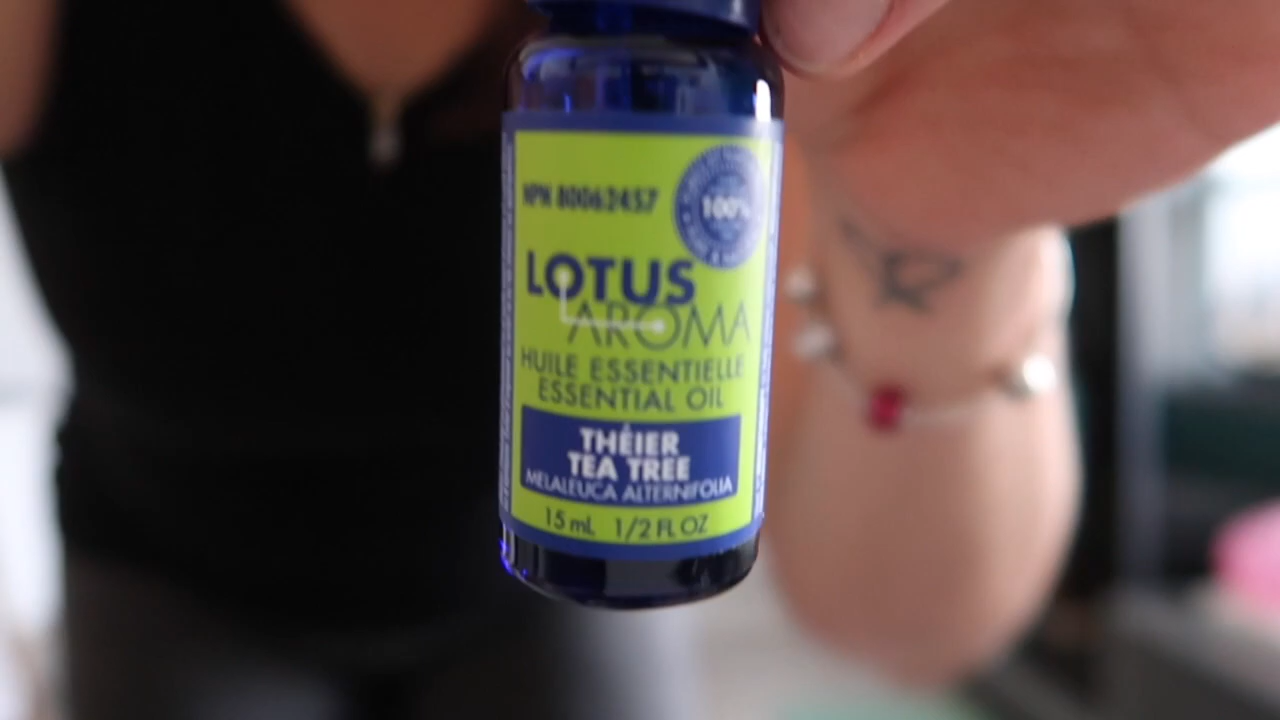 NPN 80062457
100%
LOTUS
AROMA
HUILE ESSENTIELLE
ESSENTIAL OIL
THÉIER
TEA TREE
MELALEUCA ALTERNIFOLIA
15 mL 1/2 FL OZ